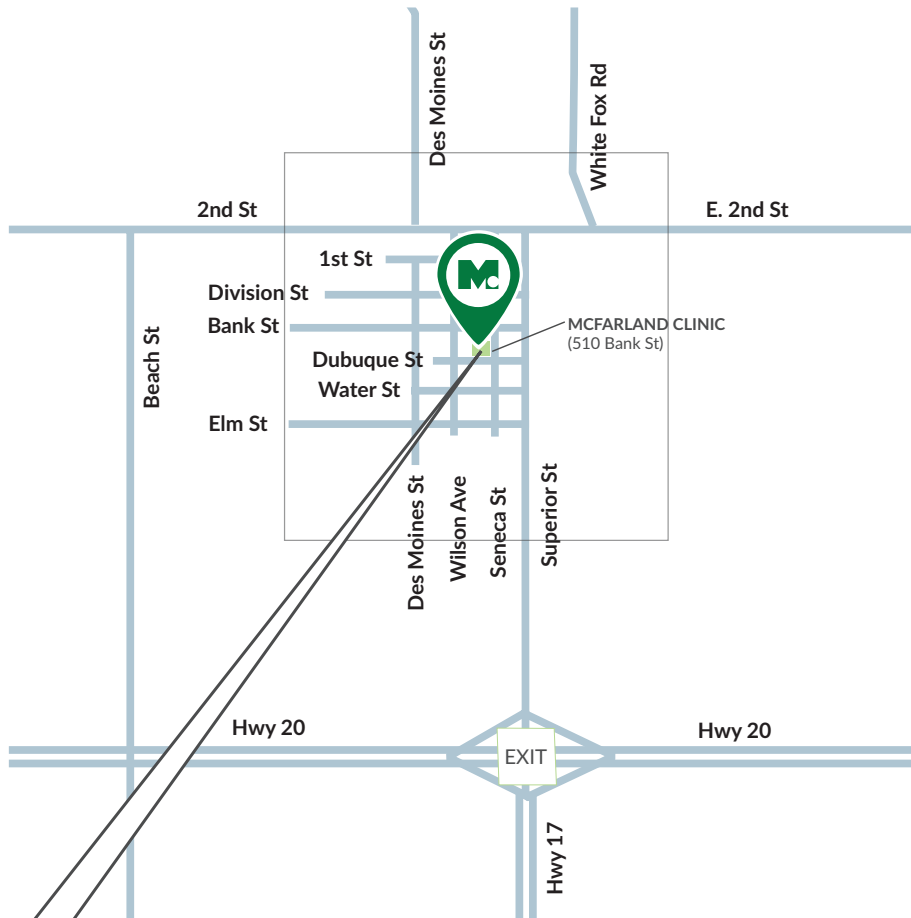 Des Moines St
White Fox Rd
2nd St
E. 2nd St
1st St
Mc
Division St
Bank St
MCFARLAND CLINIC
(510 Bank St)
Dubuque St
Beach St
Water St
Elm St
Des Moines St
Wilson Ave
Seneca St
Superior St
Hwy 20
Hwy 20
EXIT
Hwy 17